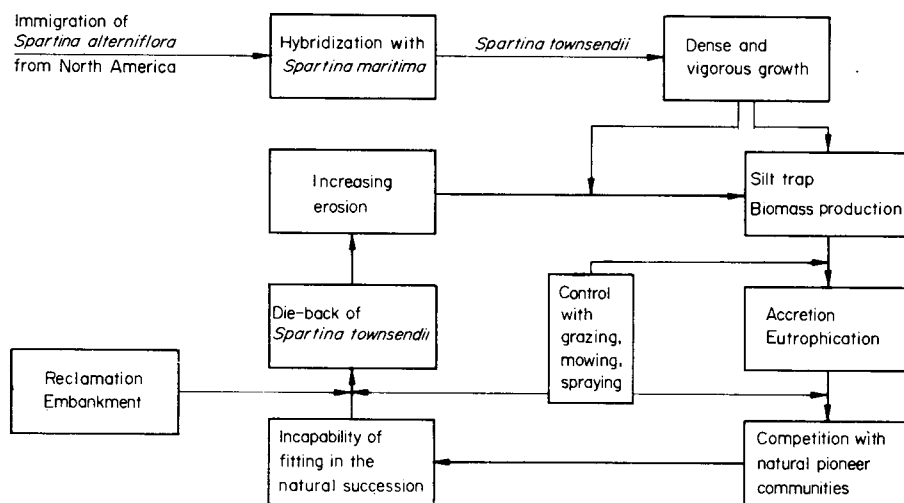 Immigration of
Spartina alterniflora
from North America
Hybridization with
Spartina maritima
Spartina townsendii
Dense and
vigorous growth
Increasing
erosion
Silt trap
Biomass production
Die-back of
Spartina townsendii
Control
with
grazing,
mowing,
spraying
Accretion
Eutrophication
Reclamation
Embankment
Incapability of
fitting in the
natural succession
Competition with
natural pioneer
communities